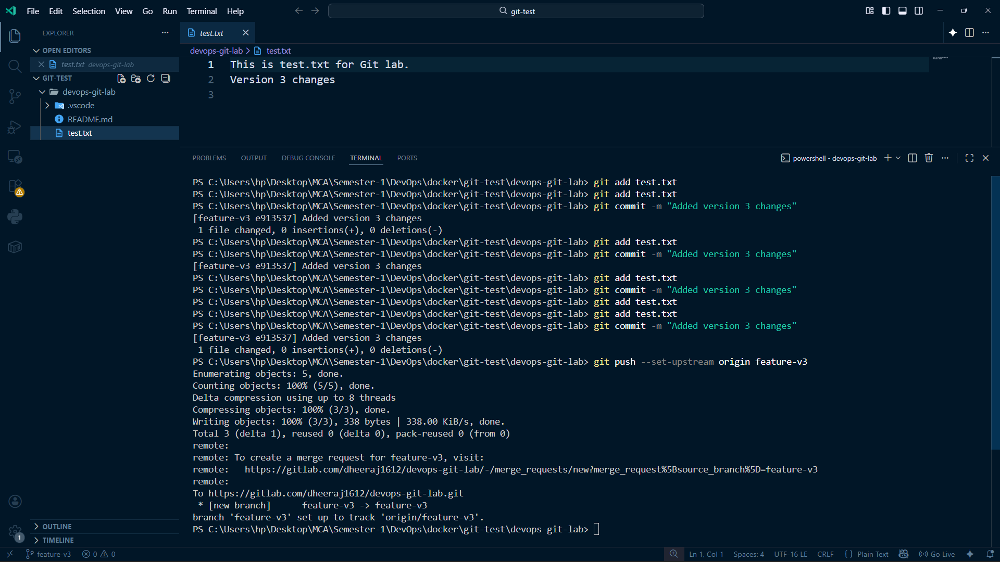 File Edit Selection View Go Run Terminal Help
git-test
EXPLORER
OPEN EDITORS
test.txt devops-git-lab
GIT-TEST
devops-git-lab
.vscode
README.md
test.txt
OUTLINE
TIMELINE
test.txt
devops-git-lab > test.txt
1 This is test.txt for Git lab.
2 Version 3 changes
3
PROBLEMS OUTPUT DEBUG CONSOLE TERMINAL PORTS
powershell - devops-git-lab
PS C:\Users\hp\Desktop\MCA\Semester-1\DevOps\docker\git-test\devops-git-lab> git add test.txt
PS C:\Users\hp\Desktop\MCA\Semester-1\DevOps\docker\git-test\devops-git-lab> git add test.txt
PS C:\Users\hp\Desktop\MCA\Semester-1\DevOps\docker\git-test\devops-git-lab> git commit -m "Added version 3 changes"
[feature-v3 e913537] Added version 3 changes
1 file changed, 0 insertions(+), 0 deletions(-)
PS C:\Users\hp\Desktop\MCA\Semester-1\DevOps\docker\git-test\devops-git-lab> git add test.txt
PS C:\Users\hp\Desktop\MCA\Semester-1\DevOps\docker\git-test\devops-git-lab> git commit -m "Added version 3 changes"
[feature-v3 e913537] Added version 3 changes
PS C:\Users\hp\Desktop\MCA\Semester-1\DevOps\docker\git-test\devops-git-lab> git add test.txt
PS C:\Users\hp\Desktop\MCA\Semester-1\DevOps\docker\git-test\devops-git-lab> git commit -m "Added version 3 changes"
PS C:\Users\hp\Desktop\MCA\Semester-1\DevOps\docker\git-test\devops-git-lab> git add test.txt
PS C:\Users\hp\Desktop\MCA\Semester-1\DevOps\docker\git-test\devops-git-lab> git add test.txt
PS C:\Users\hp\Desktop\MCA\Semester-1\DevOps\docker\git-test\devops-git-lab> git commit -m "Added version 3 changes"
[feature-v3 e913537] Added version 3 changes
1 file changed, 0 insertions(+), 0 deletions(-)
PS C:\Users\hp\Desktop\MCA\Semester-1\DevOps\docker\git-test\devops-git-lab> git push --set-upstream origin feature-v3
Enumerating objects: 5, done.
Counting objects: 100% (5/5), done.
Delta compression using up to 8 threads
Compressing objects: 100% (3/3), done.
Writing objects: 100% (3/3), 338 bytes | 338.00 KiB/s, done.
Total 3 (delta 1), reused 0 (delta 0), pack-reused 0 (from 0)
remote:
remote: To create a merge request for feature-v3, visit:
remote:   https://gitlab.com/dheeraj1612/devops-git-lab/-/merge_requests/new?merge_request%5Bsource_branch%5D=feature-v3
remote:
To https://gitlab.com/dheeraj1612/devops-git-lab.git
* [new branch]      feature-v3 -> feature-v3
branch 'feature-v3' set up to track 'origin/feature-v3'.
PS C:\Users\hp\Desktop\MCA\Semester-1\DevOps\docker\git-test\devops-git-lab>
1
feature-v3 0 0 Ln 1, Col 1 Spaces: 4 UTF-16 LE CRLF { } Plain Text Go Live